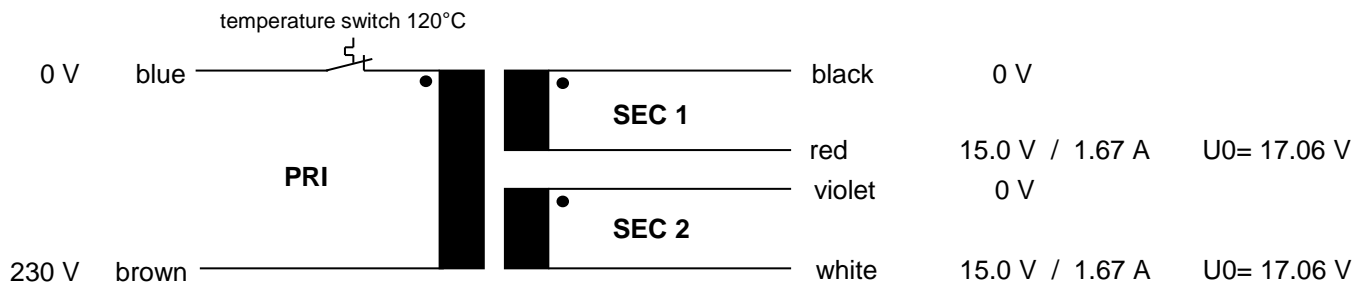 temperature switch 120°C
0 V blue black 0 V
SEC 1
red 15.0 V / 1.67 A U0= 17.06 V
PRI
violet 0 V
SEC 2
230 V brown white 15.0 V / 1.67 A U0= 17.06 V